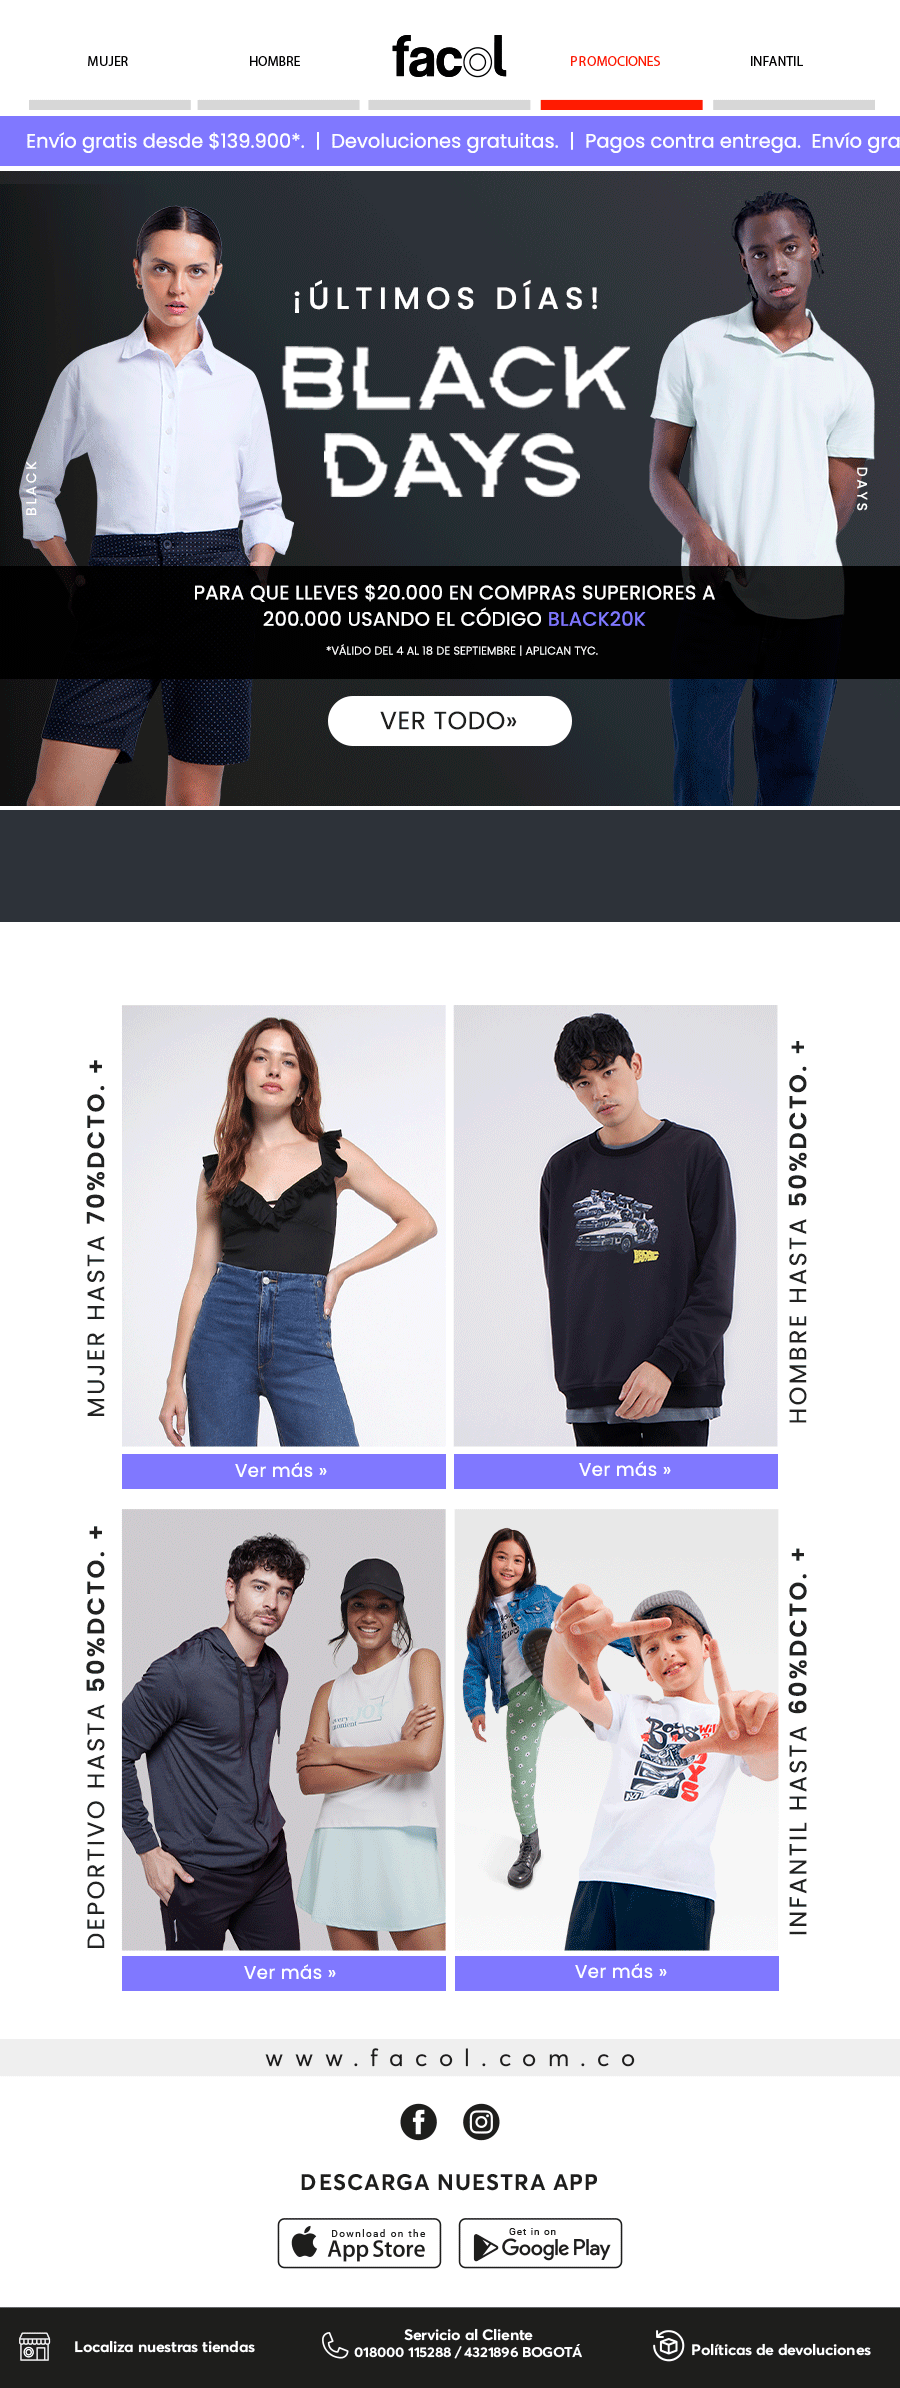 MUJER
HOMBRE
facol
PROMOCIONES
INFANTIL
Envío gratis desde $139.900*. | Devoluciones gratuitas. | Pagos contra entrega. Envío gra
¡ÚLTIMOS DÍAS!
BLACK
DAYS
BLACK
DAYS
PARA QUE LLEVES $20.000 EN COMPRAS SUPERIORES A
200.000 USANDO EL CÓDIGO BLACK20K
*VÁLIDO DEL 4 AL 18 DE SEPTIEMBRE | APLICAN TYC.
VER TODO»
MUJER HASTA 70%DCTO. +
HOMBRE HASTA 50%DCTO. +
Ver más »
Ver más »
DEPORTIVO HASTA 50%DCTO. +
INFANTIL HASTA 60%DCTO. +
Boys
Ver más »
Ver más »
www.facol.com.co
DESCARGA NUESTRA APP
Download on the
App Store
Get in on
Google Play
Localiza nuestras tiendas
Servicio al Cliente
018000 115288 / 4321896 BOGOTÁ
Políticas de devoluciones